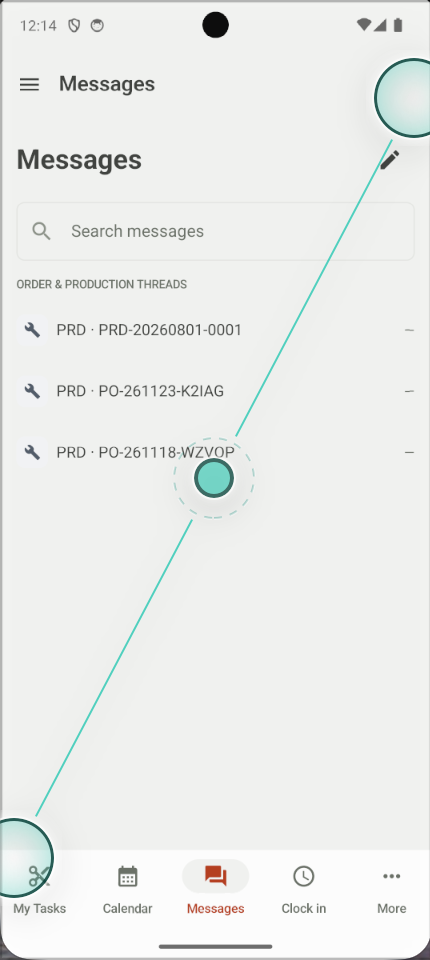 12:14
Messages
Messages
Search messages
ORDER & PRODUCTION THREADS
PRD · PRD-20260801-0001 –
PRD · PO-261123-K2IAG –
PRD · PO-261118-WZVOP –
My Tasks
Calendar
Messages
Clock in
More